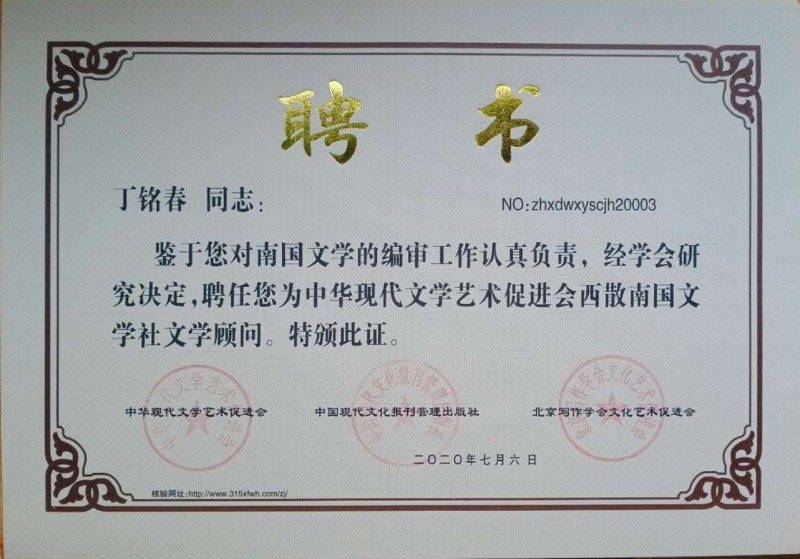 聘 书
丁铭春 同志：
NO:zhxdwxyscjh20003
鉴于您对南国文学的编审工作认真负责，经学会研
究决定，聘任您为中华现代文学艺术促进会西散南国文
学社文学顾问。特颁此证。
中华现代文学艺术促进会
中国现代文化报刊管理出版社
北京写作学会文化艺术促进会
二〇二〇年七月六日
核验网址:http://www.315xfwh.com/zj/